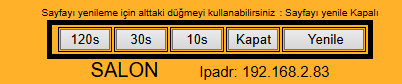 Sayfayı yenileme için alttaki düğmeyi kullanabilirsiniz : Sayfayı yenile Kapalı
120s 30s 10s Kapat Yenile
SALON Ipadr: 192.168.2.83